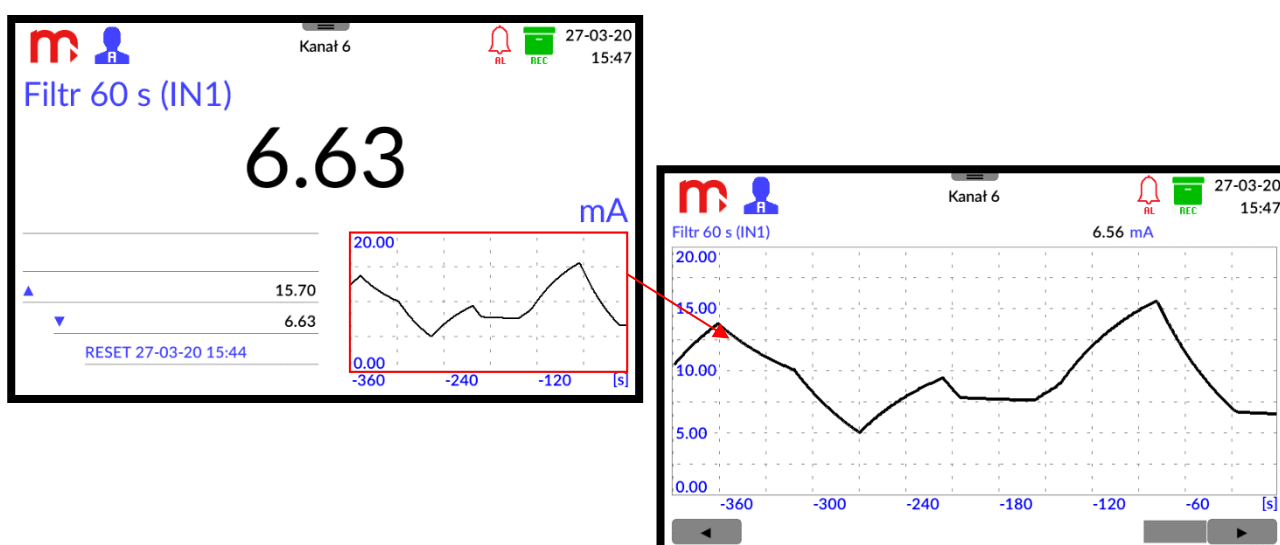 Kanał 6
AL
REC
27-03-20
15:47
A
Filtr 60 s (IN1)
6.63
mA
15.70
6.63
RESET 27-03-20 15:44
20.00
0.00
-360 -240 -120 [s]
Kanał 6
AL
REC
27-03-20
15:47
A
Filtr 60 s (IN1) 6.56 mA
20.00
15.00
10.00
5.00
0.00
-360 -300 -240 -180 -120 -60 [s]